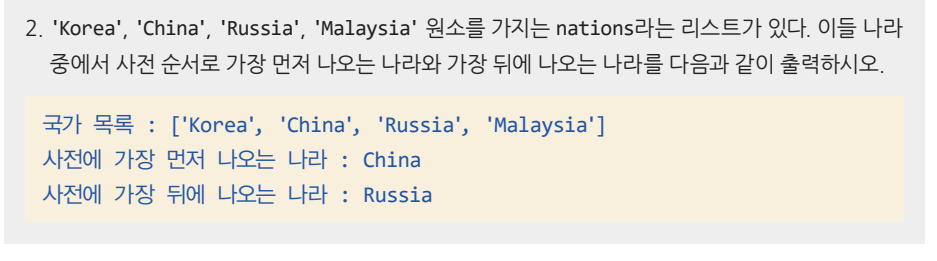 2. 'Korea', 'China', 'Russia', 'Malaysia' 원소를 가지는 nations라는 리스트가 있다. 이들 나라
중에서 사전 순서로 가장 먼저 나오는 나라와 가장 뒤에 나오는 나라를 다음과 같이 출력하시오.
국가 목록 : ['Korea', 'China', 'Russia', 'Malaysia']
사전에 가장 먼저 나오는 나라 : China
사전에 가장 뒤에 나오는 나라 : Russia